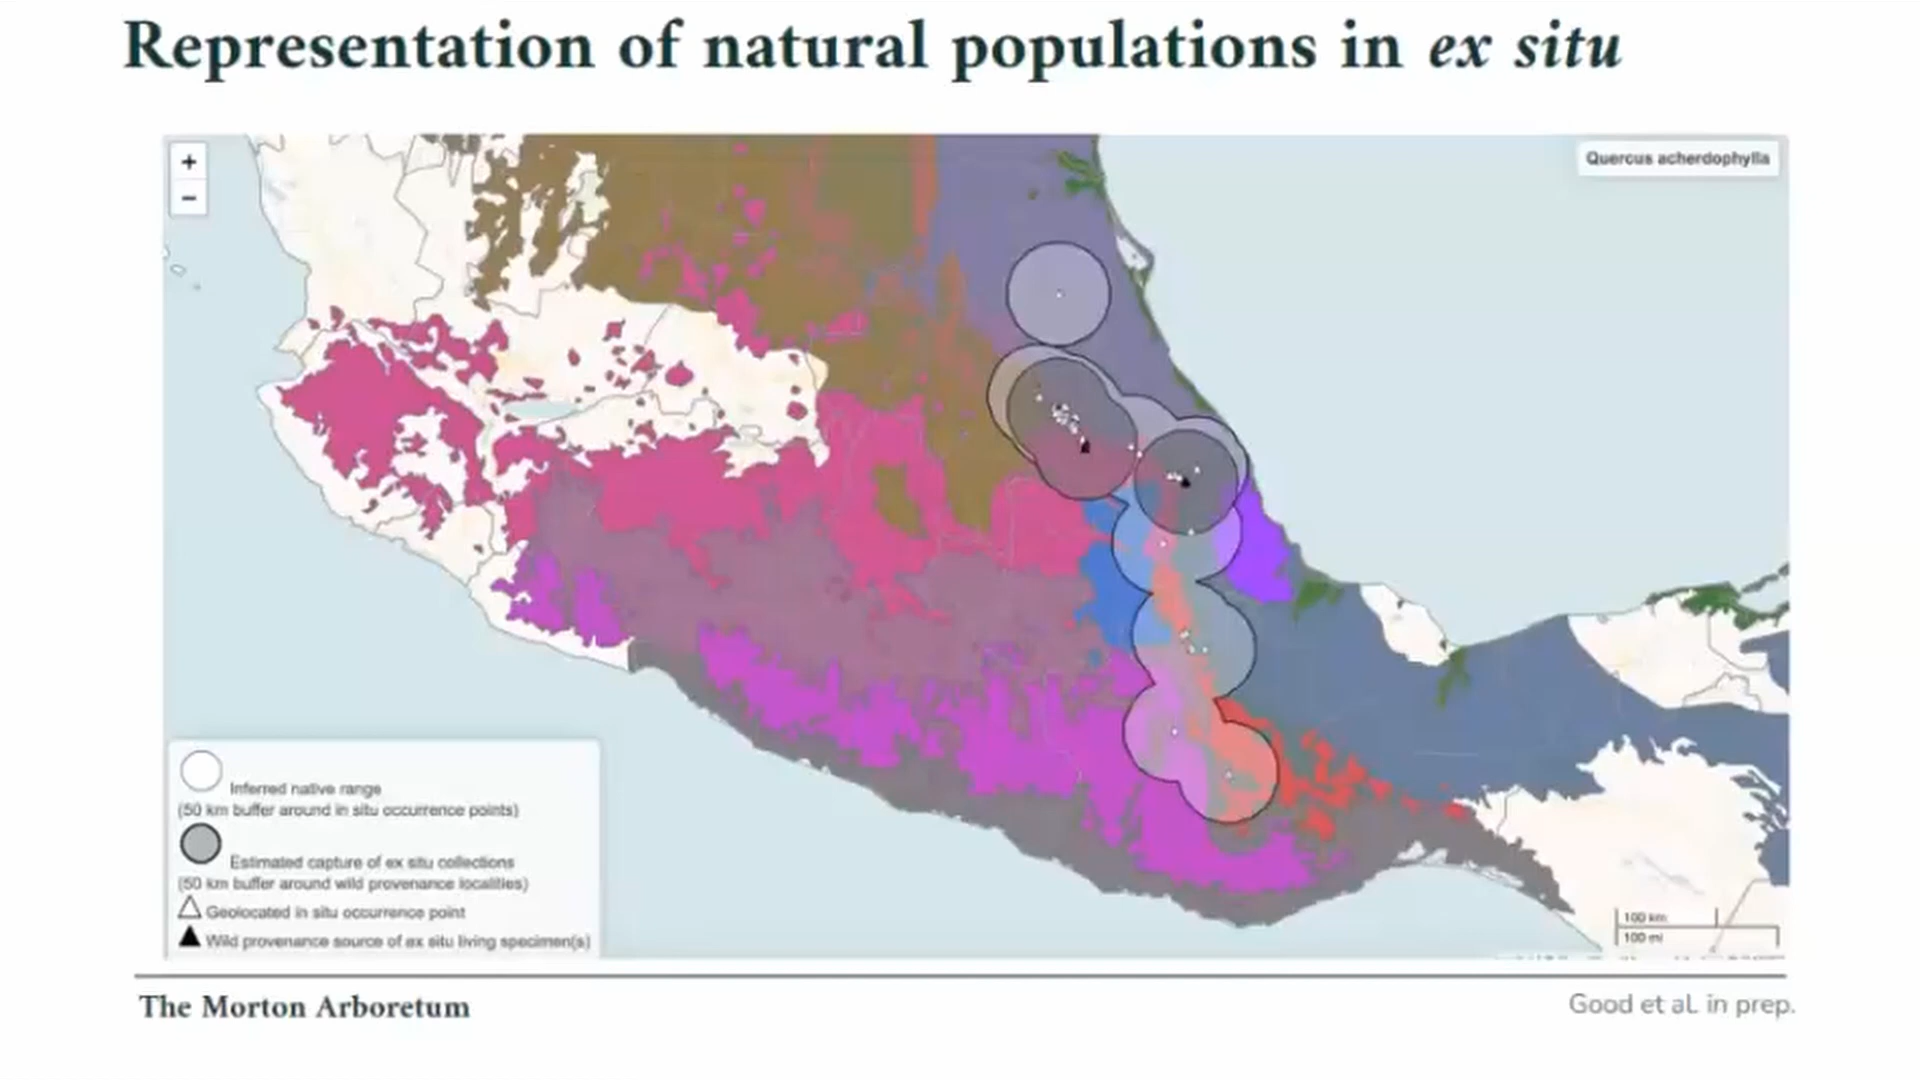 Representation of natural populations in ex situ
+
−
Quercus acherdophylla
Inferred native range
(50 km buffer around in situ occurrence points)
Estimated capture of ex situ collections
(50 km buffer around wild provenance localities)
Geolocated in situ occurrence point
Wild provenance source of ex situ living specimen(s)
100 km
100 mi
The Morton Arboretum
Good et al. in prep.